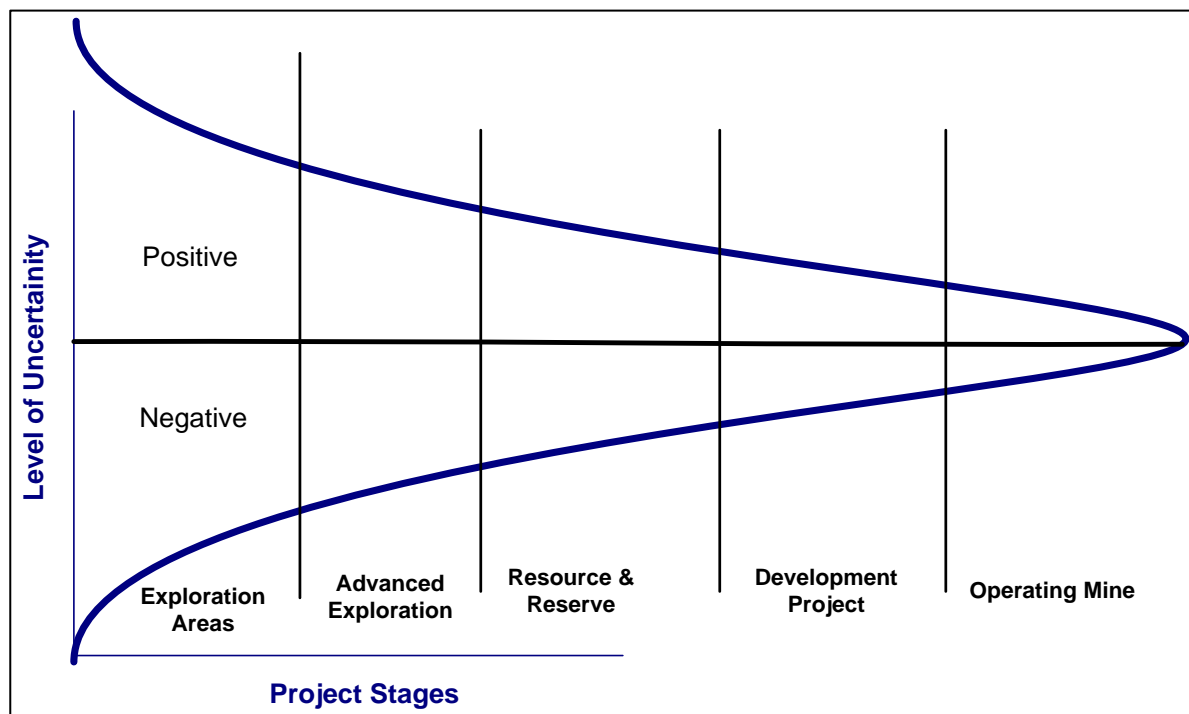 Level of Uncertainity
Positive
Negative
Exploration
Areas
Advanced
Exploration
Resource &
Reserve
Development
Project
Operating Mine
Project Stages